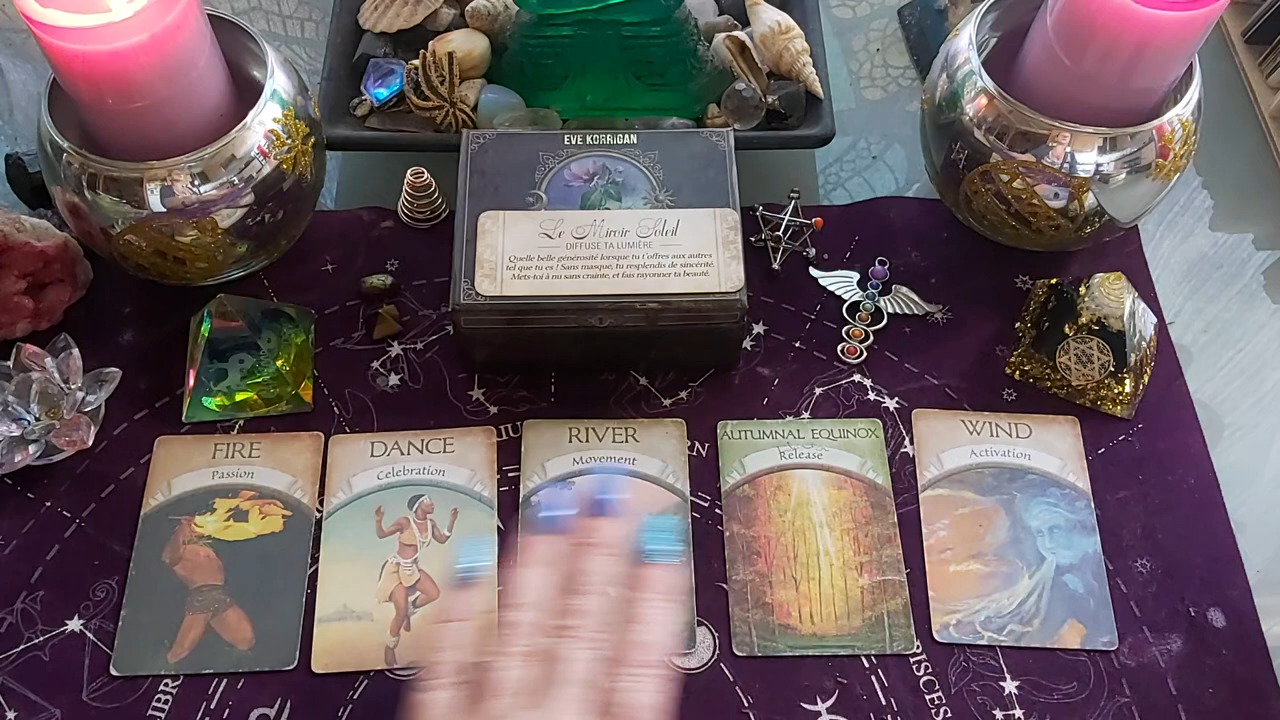 EVE KORRIGAN
Le Miroir Soleil
DIFFUSE TA LUMIÈRE
Quelle belle générosité lorsque tu t'offres aux autres
tel que tu es ! Sans masque, tu resplendis de sincérité.
Mets-toi à nu sans crainte, et fais rayonner ta beauté.
FIRE
Passion
DANCE
Celebration
RIVER
Movement
AUTUMNAL EQUINOX
Release
WIND
Activation
LIBR
PISCES